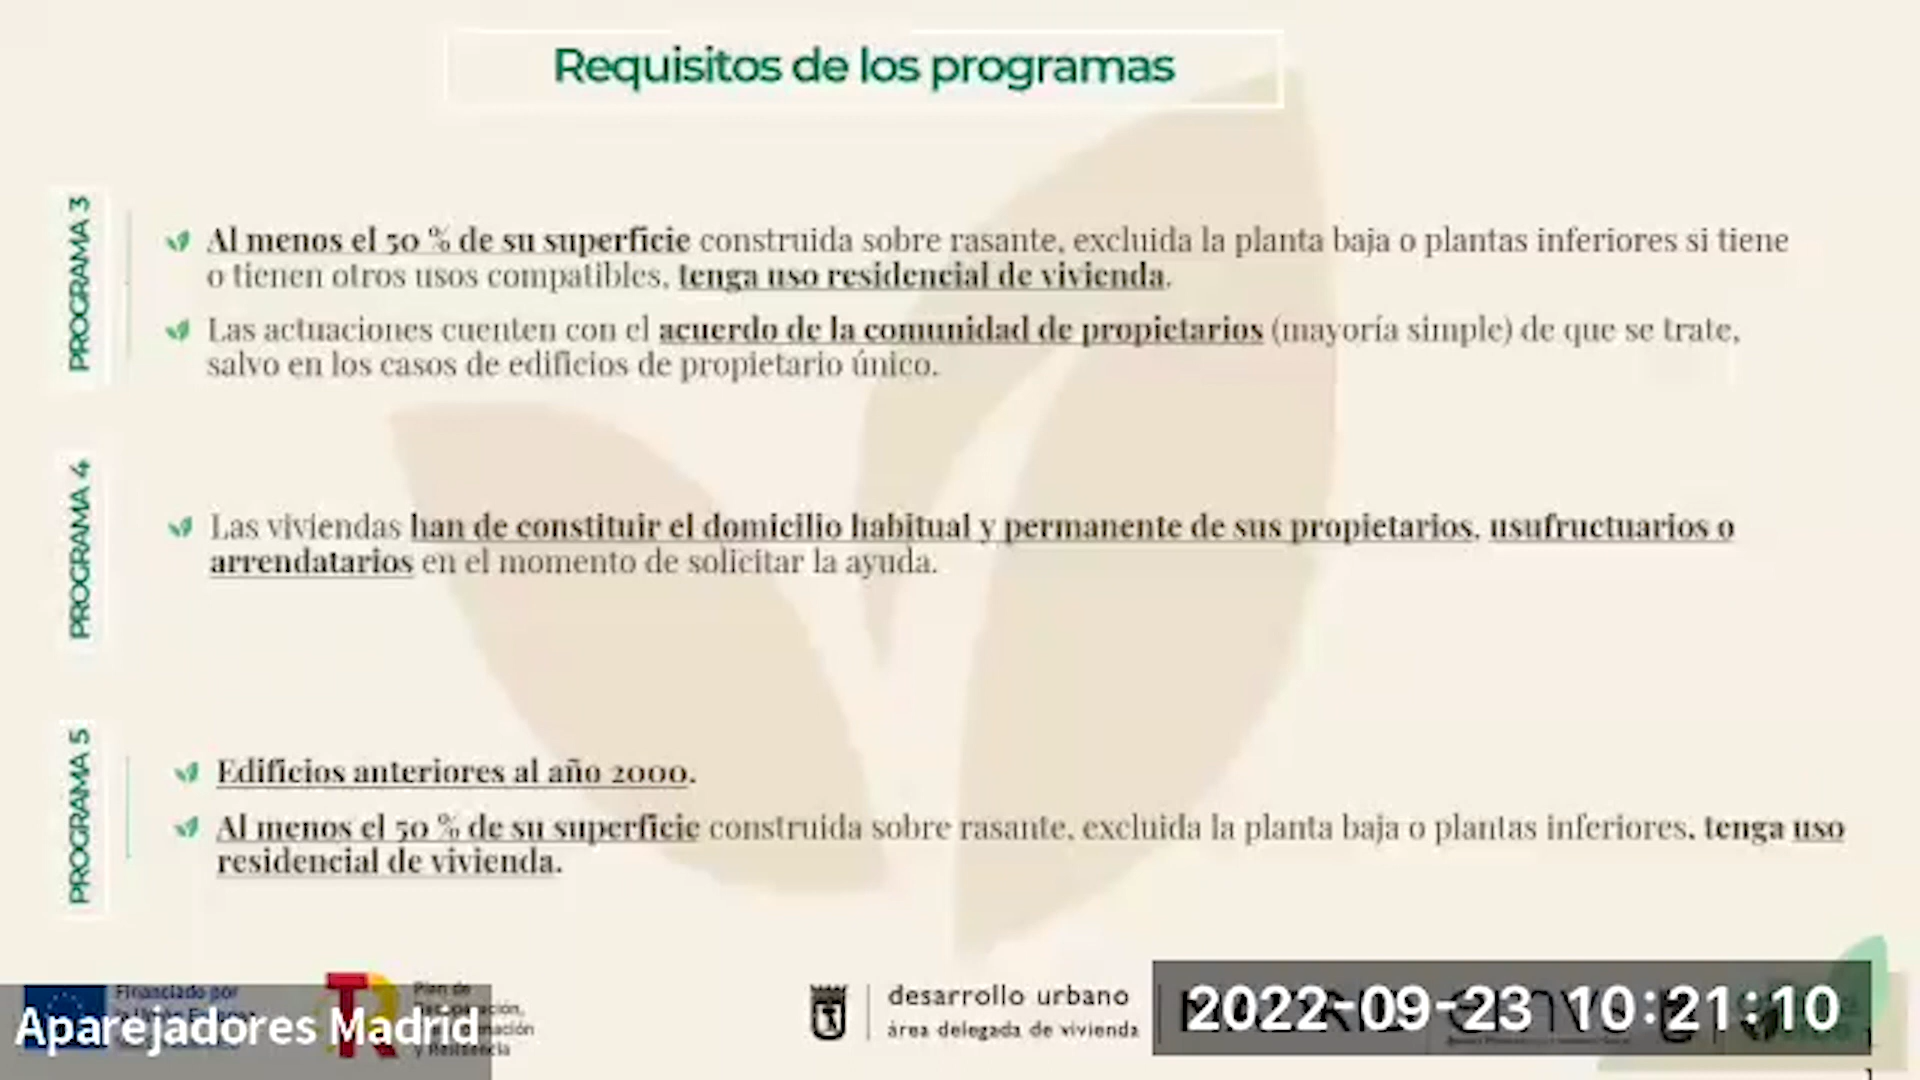 Requisitos de los programas
PROGRAMA 3
Al menos el 50 % de su superficie construida sobre rasante, excluida la planta baja o plantas inferiores si tiene
o tienen otros usos compatibles, tenga uso residencial de vivienda.
Las actuaciones cuenten con el acuerdo de la comunidad de propietarios (mayoría simple) de que se trate,
salvo en los casos de edificios de propietario único.
PROGRAMA 4
Las viviendas han de constituir el domicilio habitual y permanente de sus propietarios, usufructuarios o
arrendatarios en el momento de solicitar la ayuda.
PROGRAMA 5
Edificios anteriores al año 2000.
Al menos el 50 % de su superficie construida sobre rasante, excluida la planta baja o plantas inferiores, tenga uso
residencial de vivienda.
Financiado por
Plan de
y Resiliencia
Aparejadores Madrid
desarrollo urbano
área delegada de vivienda
2022-09-23 10:21:10